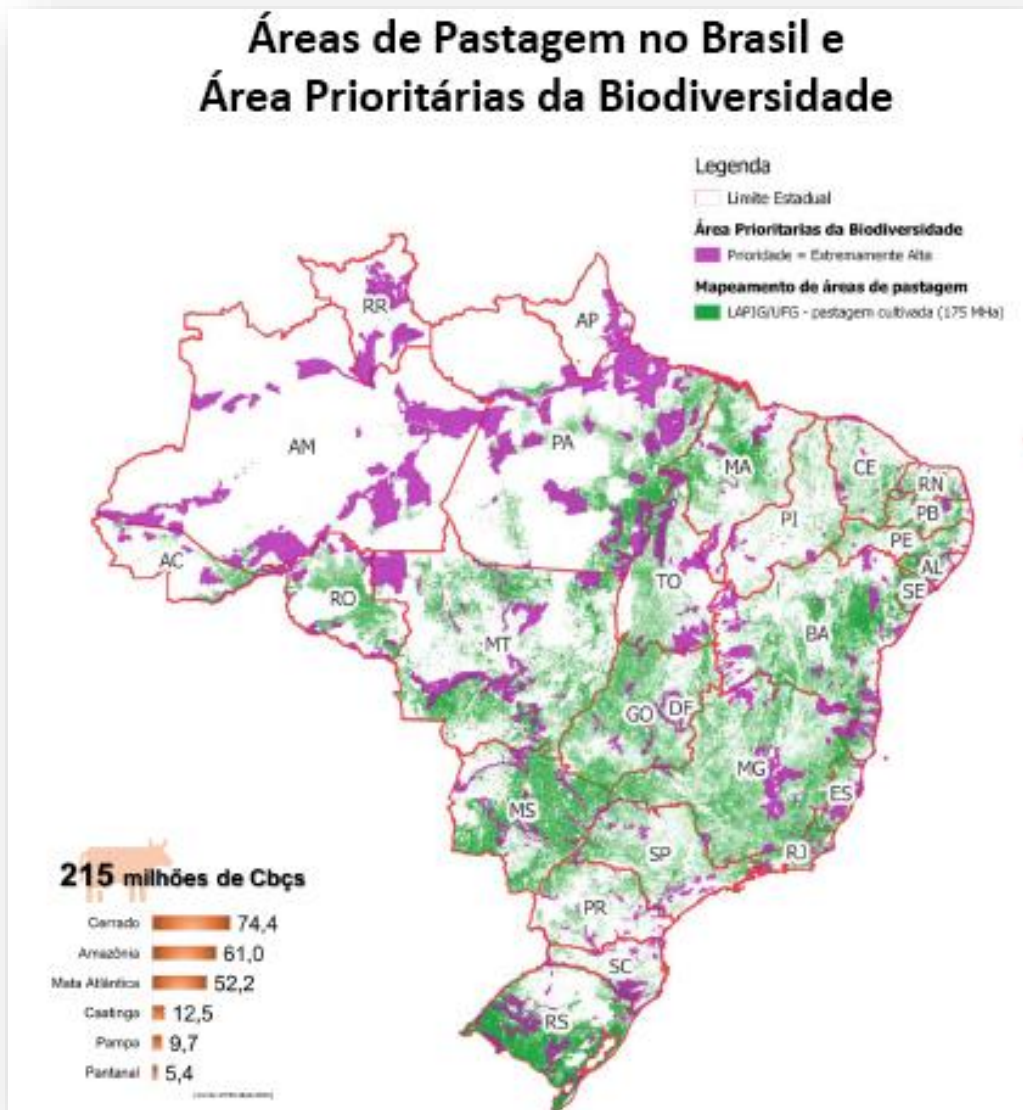 Áreas de Pastagem no Brasil e
Área Prioritárias da Biodiversidade
Legenda
Limite Estadual
Área Prioritarias da Biodiversidade
Prioridade = Extremamente Alta
Mapeamento de áreas de pastagem
LAPIG/UFG - pastagem cultivada (175 MHa)
RR
AP
AM
PA
MA
CE
RN
PB
PI
PE
AC
AL
TO
SE
RO
BA
MT
GO
DF
MG
ES
MS
SP
RJ
PR
SC
RS
215 milhões de Cbçs
Cerrado 74,4
Amazônia 61,0
Mata Atlântica 52,2
Caatinga 12,5
Pampa 9,7
Pantanal 5,4